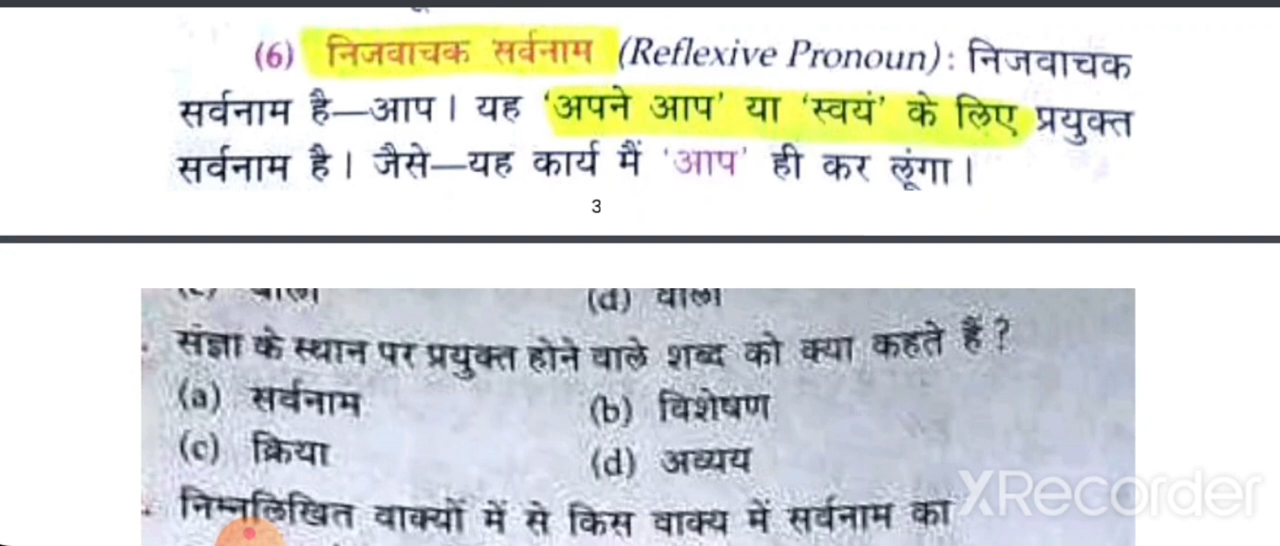 (6) निजवाचक सर्वनाम (Reflexive Pronoun) : निजवाचक
सर्वनाम है—आप। यह 'अपने आप' या 'स्वयं' के लिए प्रयुक्त
सर्वनाम है। जैसे—यह कार्य मैं 'आप' ही कर लूंगा।
3
(d)
संज्ञा के स्थान पर प्रयुक्त होने वाले शब्द को क्या कहते हैं?
(a) सर्वनाम (b) विशेषण
(c) क्रिया (d) अव्यय
निम्नलिखित वाक्यों में से किस वाक्य में सर्वनाम का
XRecorder